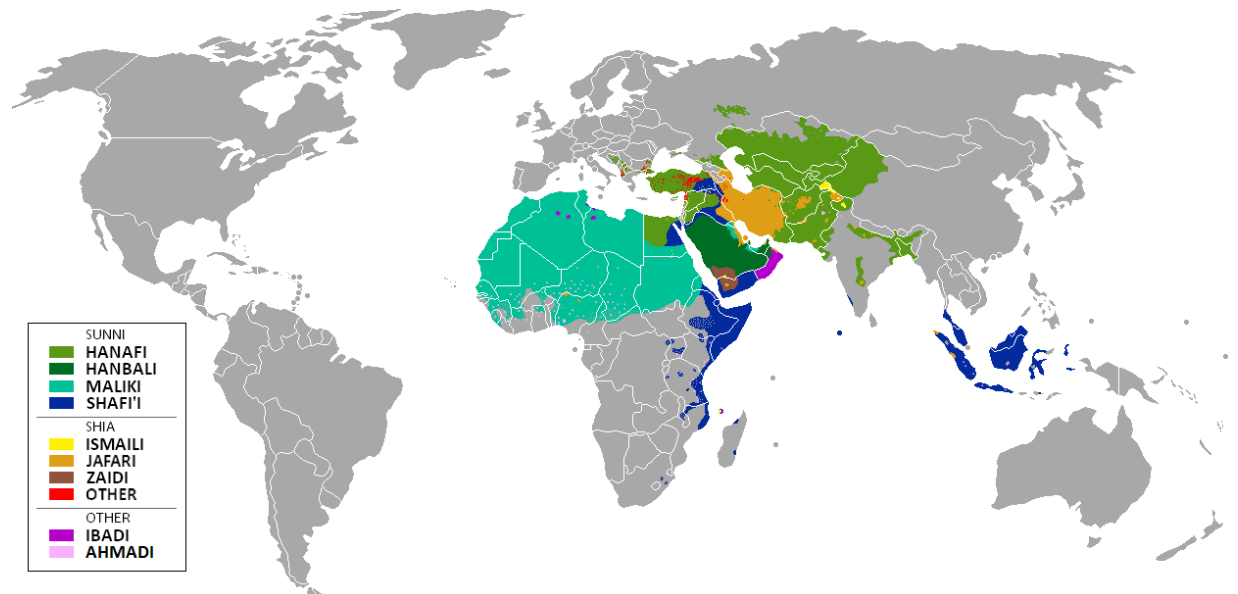 SUNNI
HANAFI
HANBALI
MALIKI
SHAFI'I
SHIA
ISMAILI
JAFARI
ZAIDI
OTHER
OTHER
IBADI
AHMADI